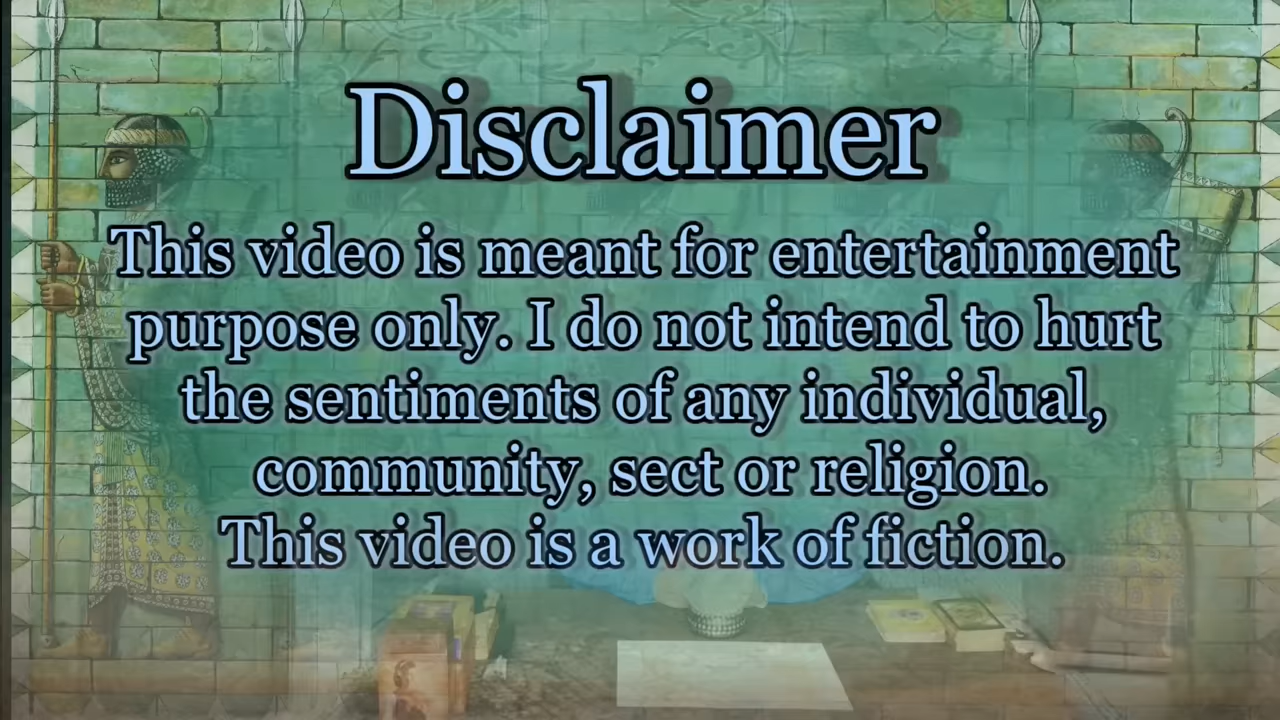 Disclaimer
This video is meant for entertainment
purpose only. I do not intend to hurt
the sentiments of any individual,
community, sect or religion.
This video is a work of fiction.